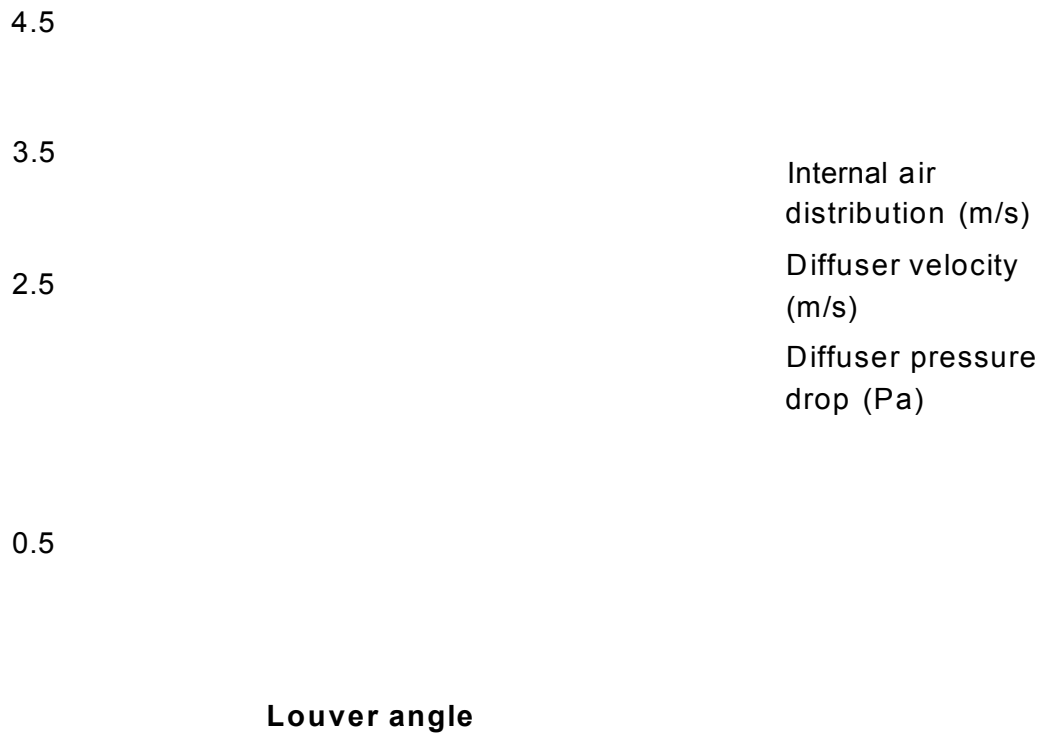 4.5
3.5
Internal air
distribution (m/s)
Diffuser velocity
(m/s)
2.5
Diffuser pressure
drop (Pa)
0.5
Louver angle